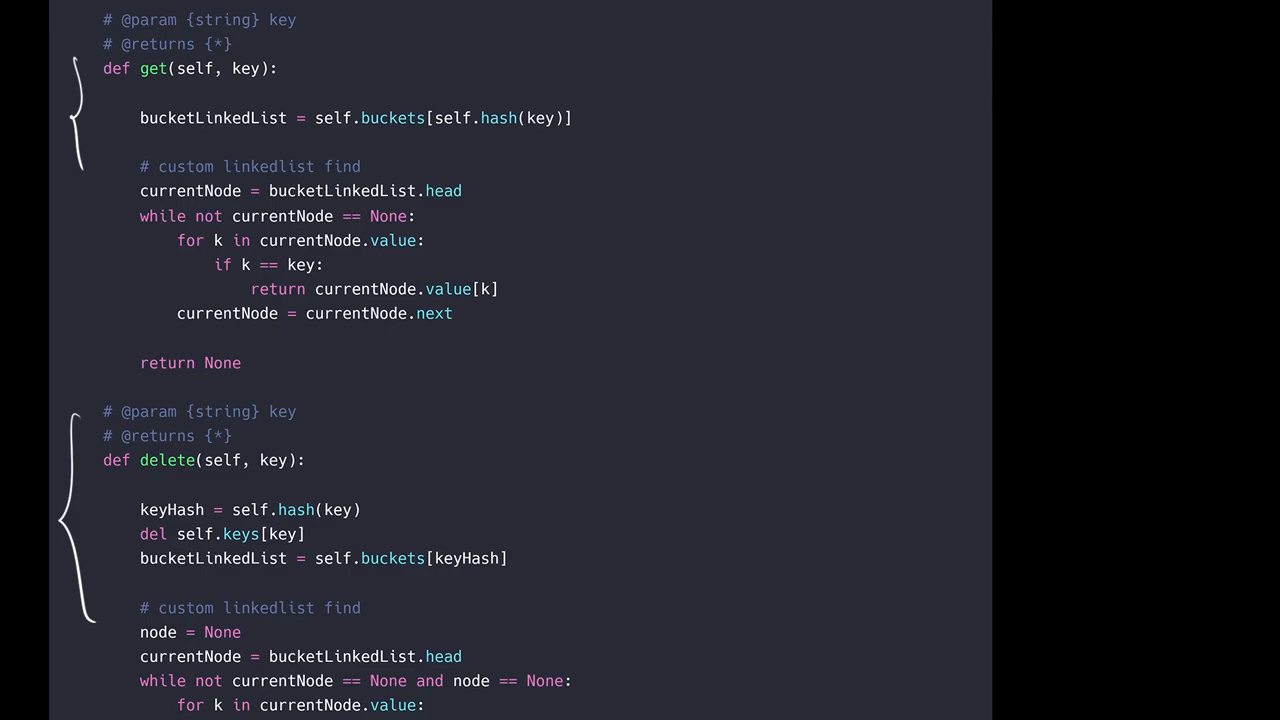 # @param {string} key
# @returns {*}
def get(self, key):
bucketLinkedList = self.buckets[self.hash(key)]
# custom linkedlist find
currentNode = bucketLinkedList.head
while not currentNode == None:
for k in currentNode.value:
if k == key:
return currentNode.value[k]
currentNode = currentNode.next
return None
# @param {string} key
# @returns {*}
def delete(self, key):
keyHash = self.hash(key)
del self.keys[key]
bucketLinkedList = self.buckets[keyHash]
# custom linkedlist find
node = None
currentNode = bucketLinkedList.head
while not currentNode == None and node == None:
for k in currentNode.value: